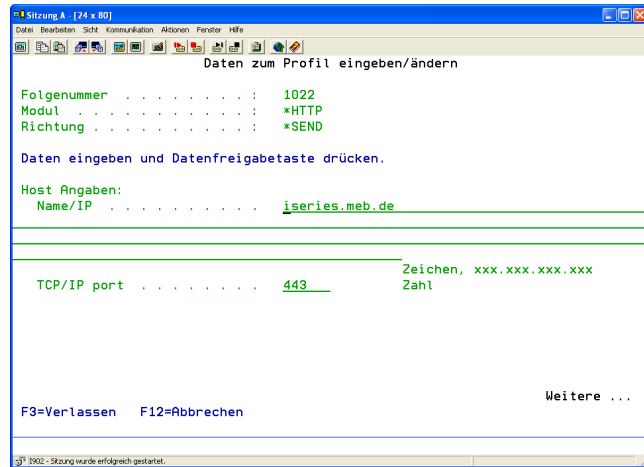 Sitzung A - [24 x 80]
Datei Bearbeiten Sicht Kommunikation Aktionen Fenster Hilfe
Daten zum Profil eingeben/ändern
Folgenummer . . . . . . . . : 1022
Modul . . . . . . . . . . . : *HTTP
Richtung . . . . . . . . . . : *SEND
Daten eingeben und Datenfreigabetaste drücken.
Host Angaben:
Name/IP . . . . . . . . . . iseries.meb.de
Zeichen, xxx.xxx.xxx.xxx
TCP/IP port . . . . . . . . 443 Zahl
Weitere ...
F3=Verlassen F12=Abbrechen
I902 - Sitzung wurde erfolgreich gestartet.